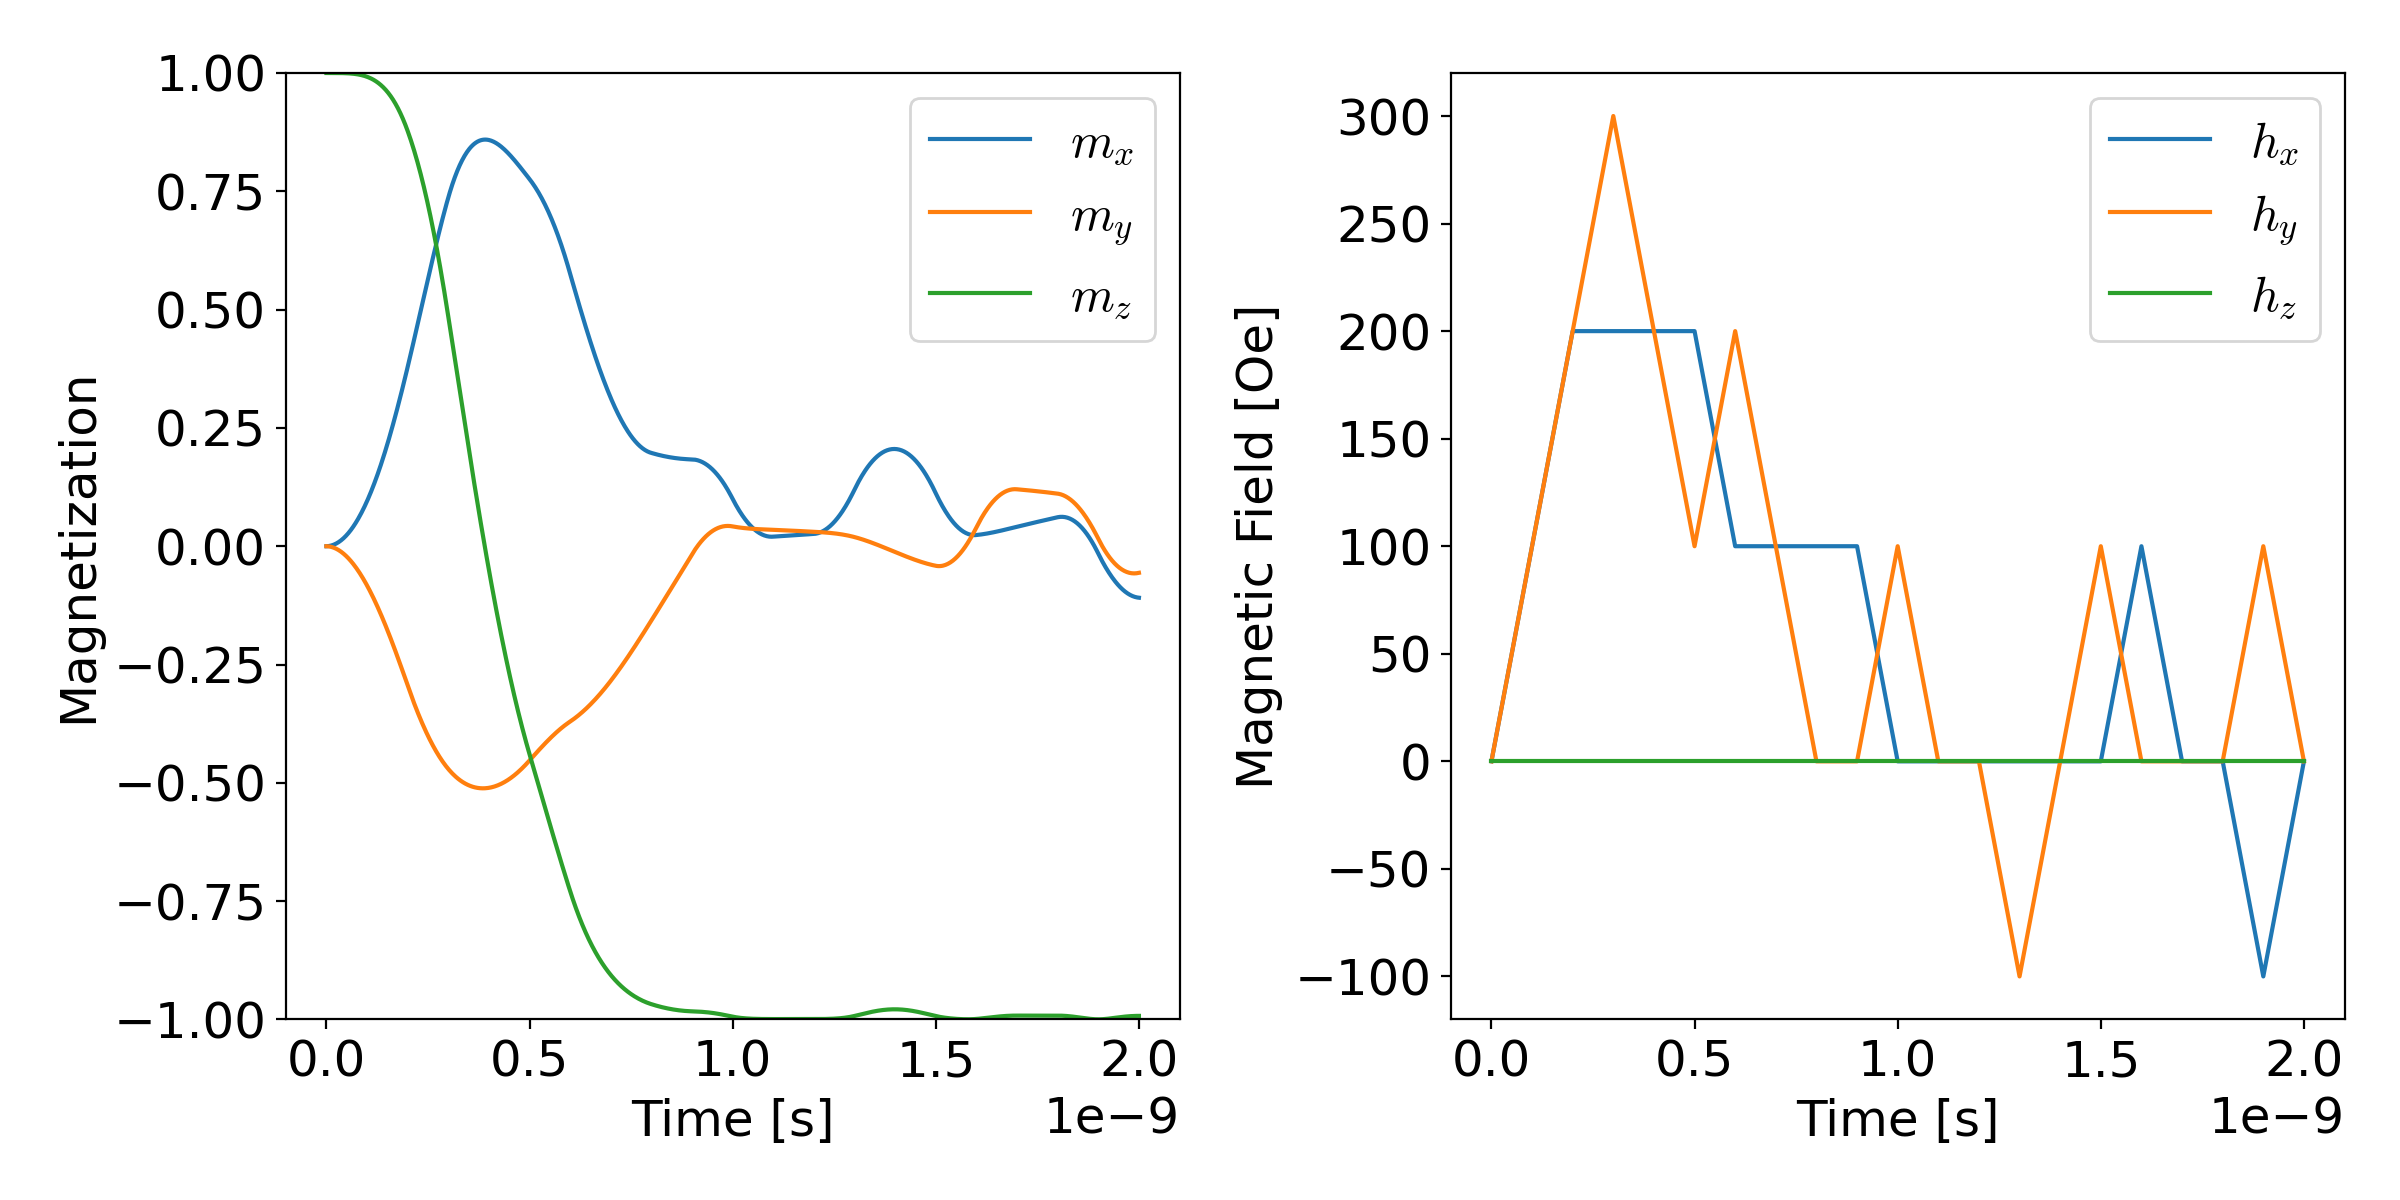 Magnetization
1.00
0.75
0.50
0.25
0.00
−0.25
−0.50
−0.75
−1.00
0.0 0.5 1.0 1.5 2.0
Time [s]
1e−9
m_x
m_y
m_z
Magnetic Field [Oe]
300
250
200
150
100
50
0
−50
−100
0.0 0.5 1.0 1.5 2.0
Time [s]
1e−9
h_x
h_y
h_z